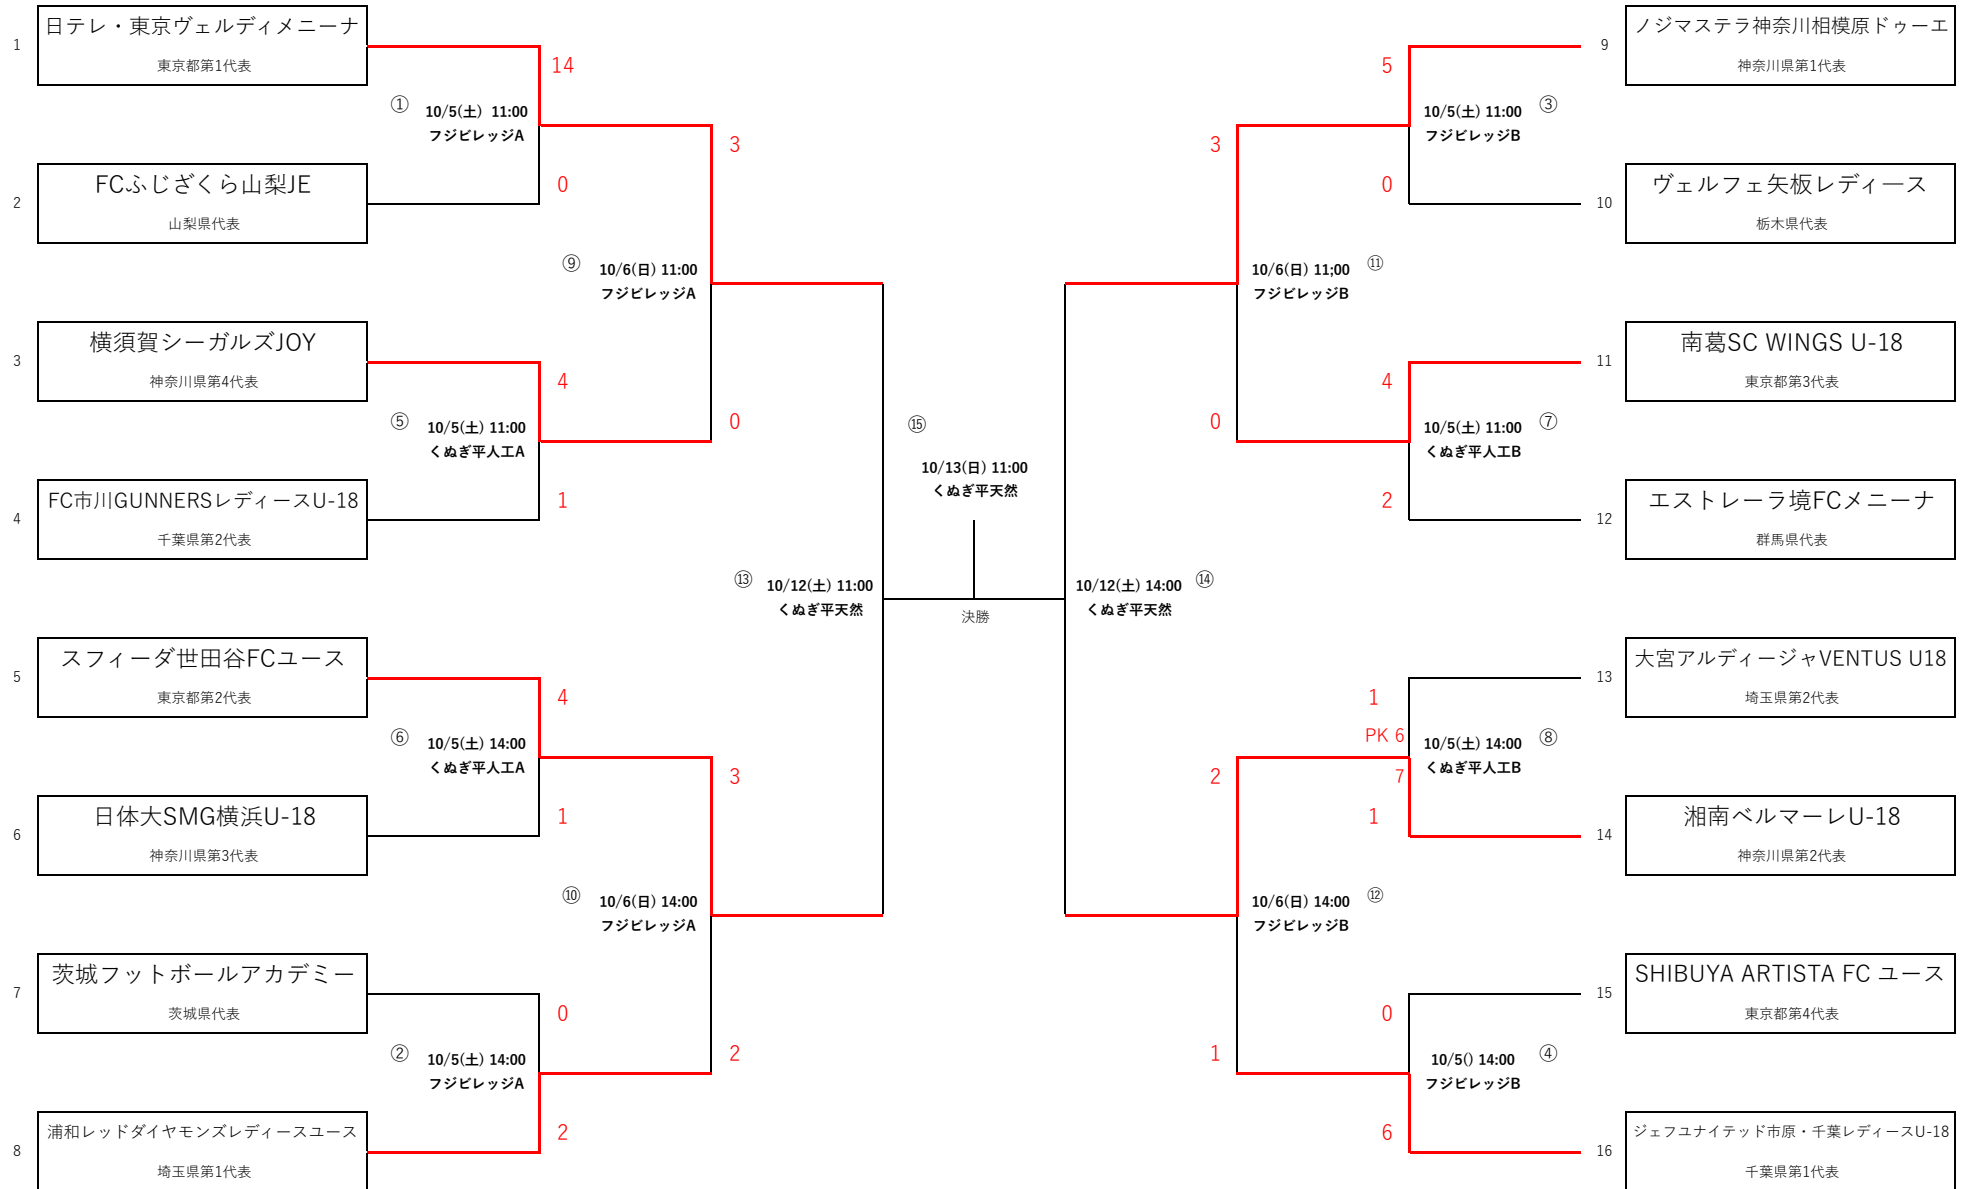 1
日テレ・東京ヴェルディメニーナ
東京都第1代表
14
①
10/5(土) 11:00
フジビレッジA
3
2
FCふじざくら山梨JE
山梨県代表
0
⑨
10/6(日) 11:00
フジビレッジA
3
横須賀シーガルズJOY
神奈川県第4代表
4
⑤
10/5(土) 11:00
くぬぎ平人工A
0
4
FC市川GUNNERSレディースU-18
千葉県第2代表
1
⑬
10/12(土) 11:00
くぬぎ平天然
5
スフィーダ世田谷FCユース
東京都第2代表
4
⑥
10/5(土) 14:00
くぬぎ平人工A
3
6
日体大SMG横浜U-18
神奈川県第3代表
1
⑩
10/6(日) 14:00
フジビレッジA
7
茨城フットボールアカデミー
茨城県代表
0
②
10/5(土) 14:00
フジビレッジA
2
8
浦和レッドダイヤモンズレディースユース
埼玉県第1代表
2
⑮
10/13(日) 11:00
くぬぎ平天然
決勝
9
ノジマステラ神奈川相模原ドゥーエ
神奈川県第1代表
5
10/5(土) 11:00
③
フジビレッジB
3
10
ヴェルフェ矢板レディース
栃木県代表
0
10/6(日) 11;00
⑪
フジビレッジB
11
南葛SC WINGS U-18
東京都第3代表
4
10/5(土) 11:00
⑦
くぬぎ平人工B
0
12
エストレーラ境FCメニーナ
群馬県代表
2
10/12(土) 14:00
⑭
くぬぎ平天然
13
大宮アルディージャVENTUS U18
埼玉県第2代表
1
PK 6
10/5(土) 14:00
⑧
くぬぎ平人工B
7
2
14
湘南ベルマーレU-18
神奈川県第2代表
1
10/6(日) 14:00
⑫
フジビレッジB
15
SHIBUYA ARTISTA FC ユース
東京都第4代表
0
10/5() 14:00
④
フジビレッジB
1
16
ジェフユナイテッド市原・千葉レディースU-18
千葉県第1代表
6